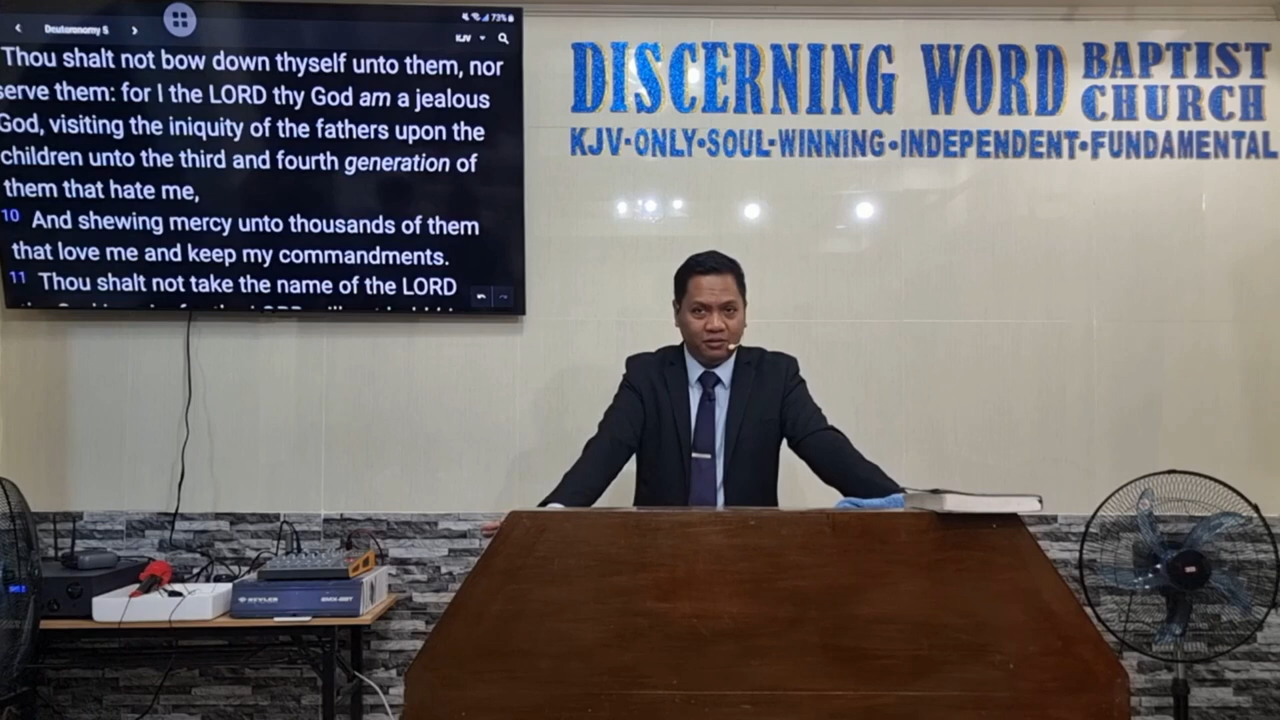 Deuteronomy 5
73%
KJV
Thou shalt not bow down thyself unto them, nor
serve them: for I the LORD thy God am a jealous
God, visiting the iniquity of the fathers upon the
children unto the third and fourth generation of
them that hate me,
10 And shewing mercy unto thousands of them
that love me and keep my commandments.
11 Thou shalt not take the name of the LORD
DISCERNING WORD BAPTIST CHURCH
KJV•ONLY•SOUL-WINNING•INDEPENDENT•FUNDAMENTAL